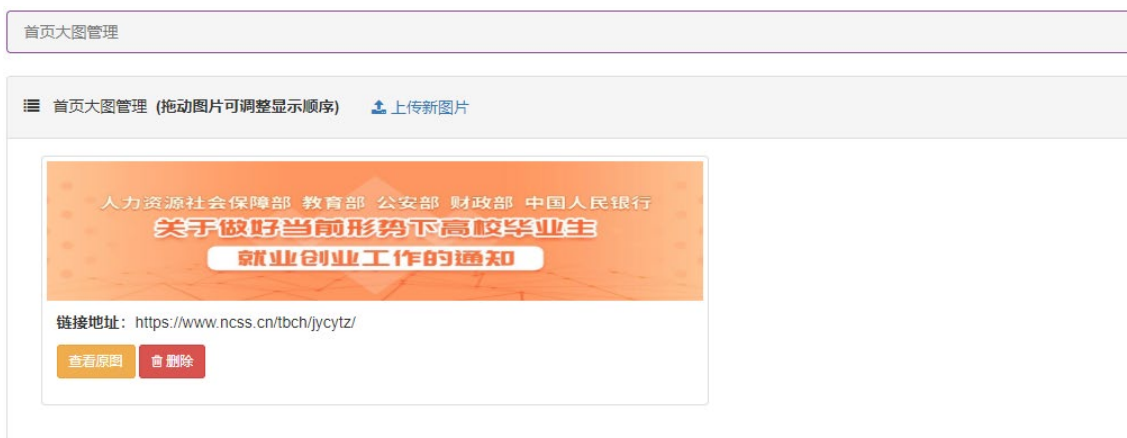 首页大图管理
首页大图管理 (拖动图片可调整显示顺序) 上传新图片
人力资源社会保障部 教育部 公安部 财政部 中国人民银行
关于做好当前形势下高校毕业生
就业创业工作的通知
链接地址：https://www.ncss.cn/tbch/jycytz/
查看原图 删除